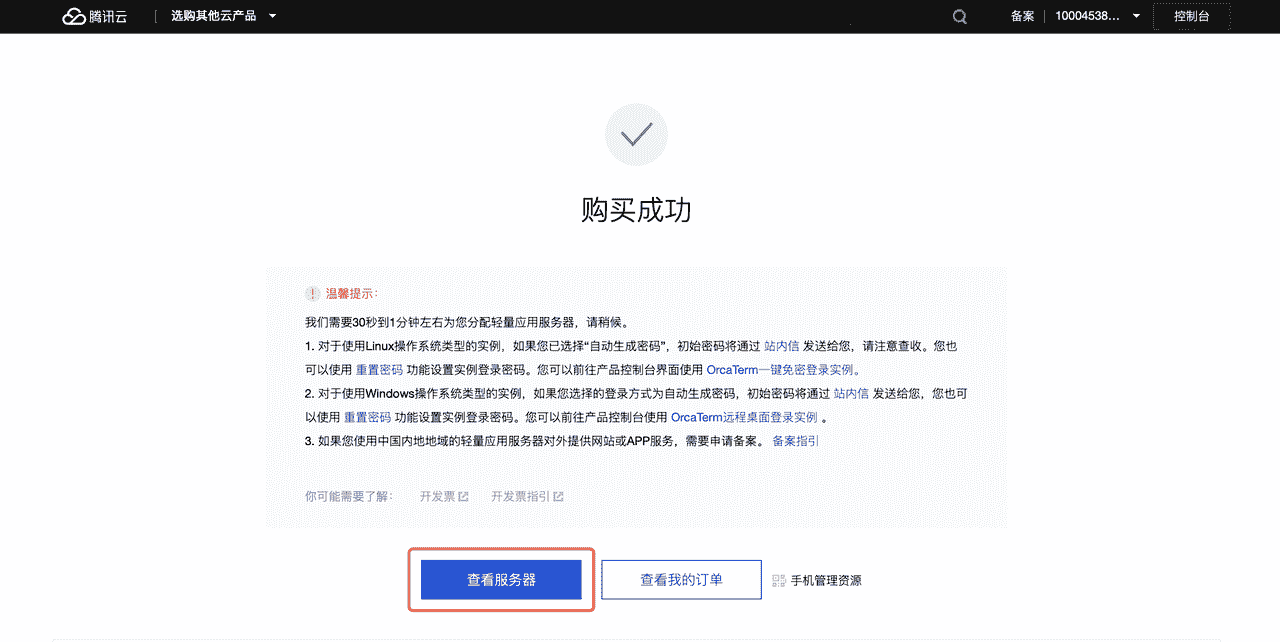 腾讯云 选购其他云产品 备案 10004538... 控制台
购买成功
温馨提示:
我们需要30秒到1分钟左右为您分配轻量应用服务器，请稍候。
1. 对于使用Linux操作系统类型的实例，如果您已选择“自动生成密码”，初始密码将通过 站内信 发送给您，请注意查收。您也
可以使用 重置密码 功能设置实例登录密码。您可以前往产品控制台界面使用 OrcaTerm一键免密登录实例。
2. 对于使用Windows操作系统类型的实例，如果您选择的登录方式为自动生成密码，初始密码将通过 站内信 发送给您，您也可
以使用 重置密码 功能设置实例登录密码。您可以前往产品控制台使用 OrcaTerm远程桌面登录实例 。
3. 如果您使用中国内地地域的轻量应用服务器对外提供网站或APP服务，需要申请备案。 备案指引
你可能需要了解: 开发票 开发票指引
查看服务器 查看我的订单 手机管理资源